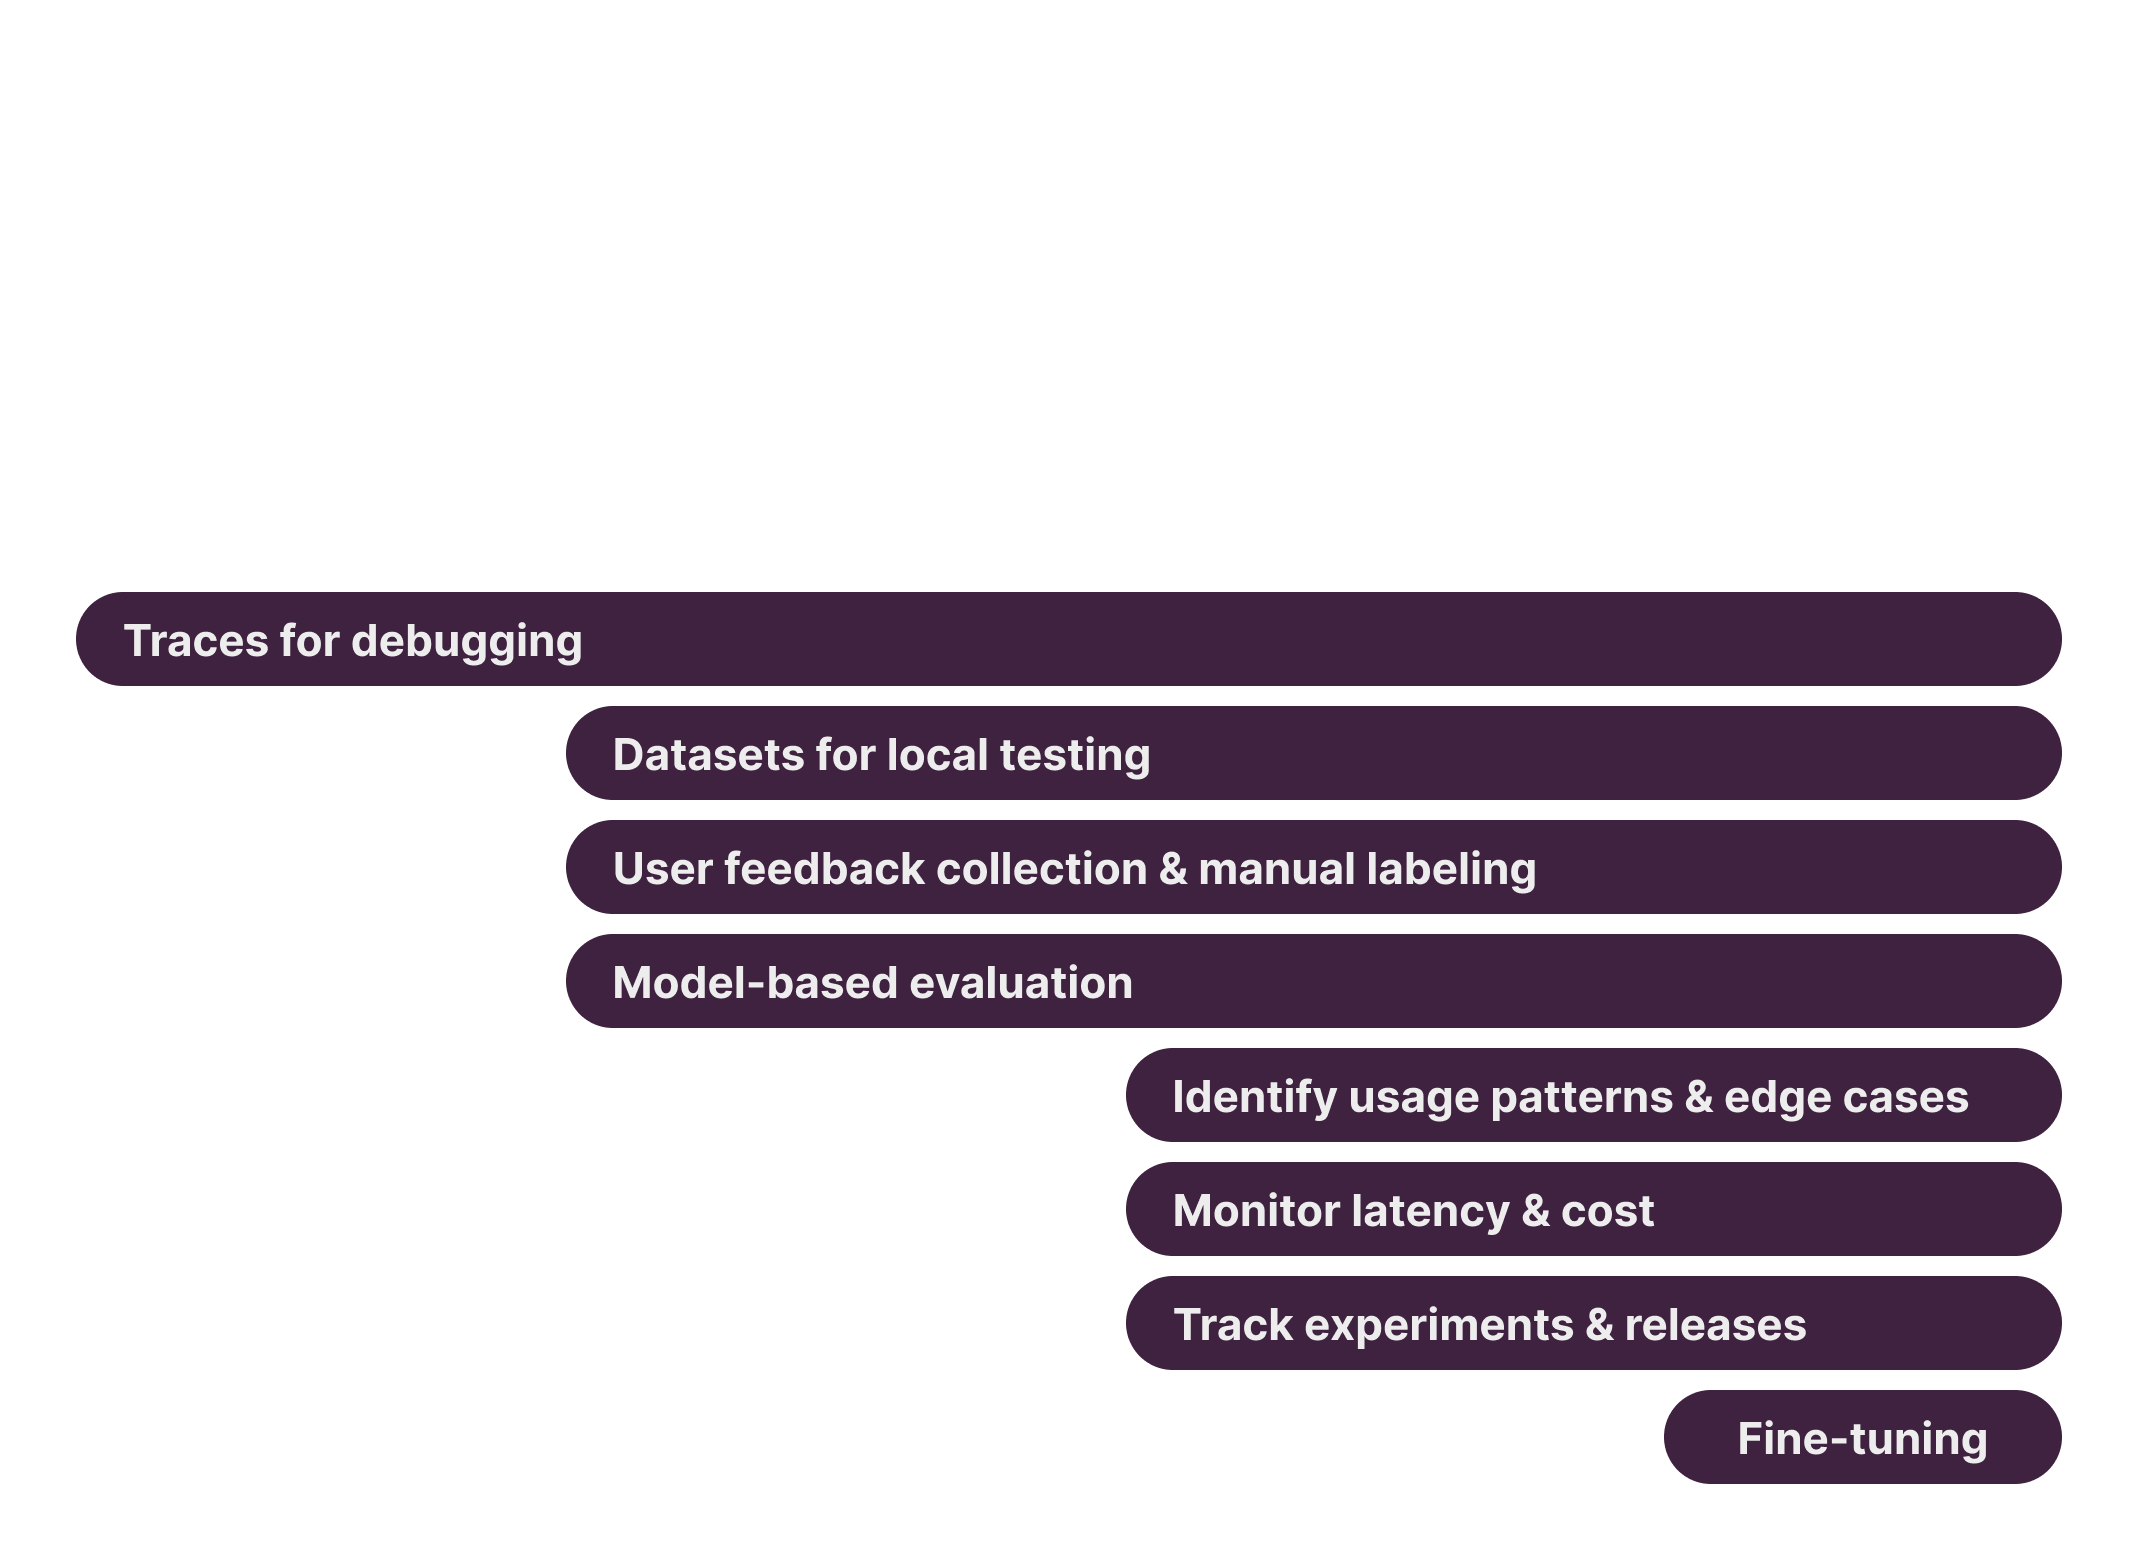 Traces for debugging
Datasets for local testing
User feedback collection & manual labeling
Model-based evaluation
Identify usage patterns & edge cases
Monitor latency & cost
Track experiments & releases
Fine-tuning